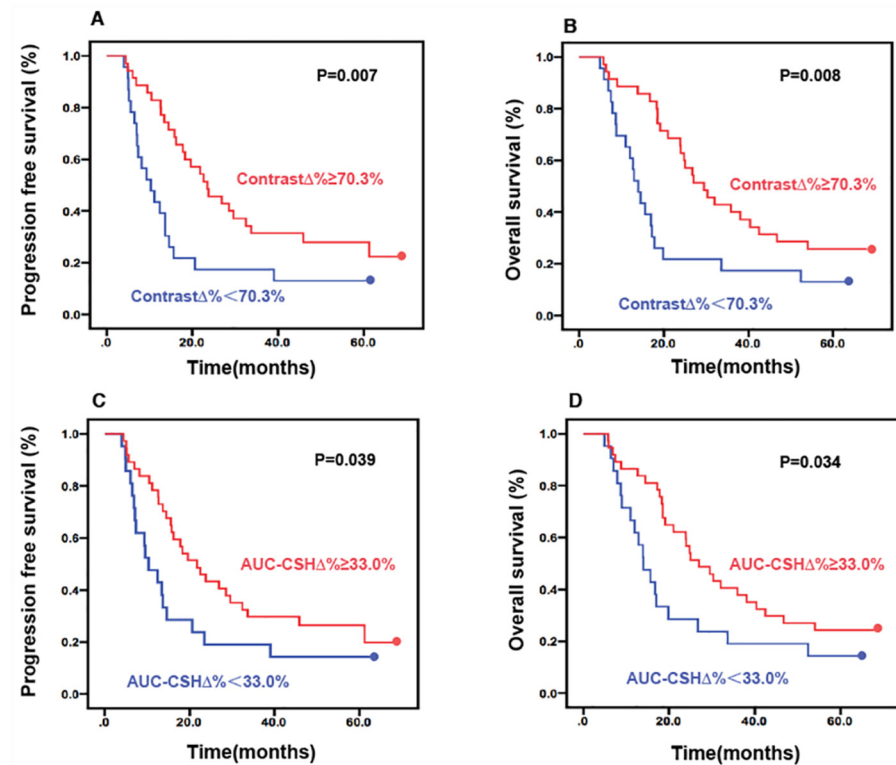 A
Progression free survival (%)
1.0
0.8
0.6
0.4
0.2
0.0
P=0.007
Contrast∆%≥70.3%
Contrast∆%<70.3%
.0 20.0 40.0 60.0
Time(months)
B
Overall survival (%)
1.0
0.8
0.6
0.4
0.2
0.0
P=0.008
Contrast∆%≥70.3%
Contrast∆%<70.3%
.0 20.0 40.0 60.0
Time(months)
C
Progression free survival (%)
1.0
0.8
0.6
0.4
0.2
0.0
P=0.039
AUC-CSH∆%≥33.0%
AUC-CSH∆%<33.0%
.0 20.0 40.0 60.0
Time(months)
D
Overall survival (%)
1.0
0.8
0.6
0.4
0.2
0.0
P=0.034
AUC-CSH∆%≥33.0%
AUC-CSH∆%<33.0%
.0 20.0 40.0 60.0
Time(months)